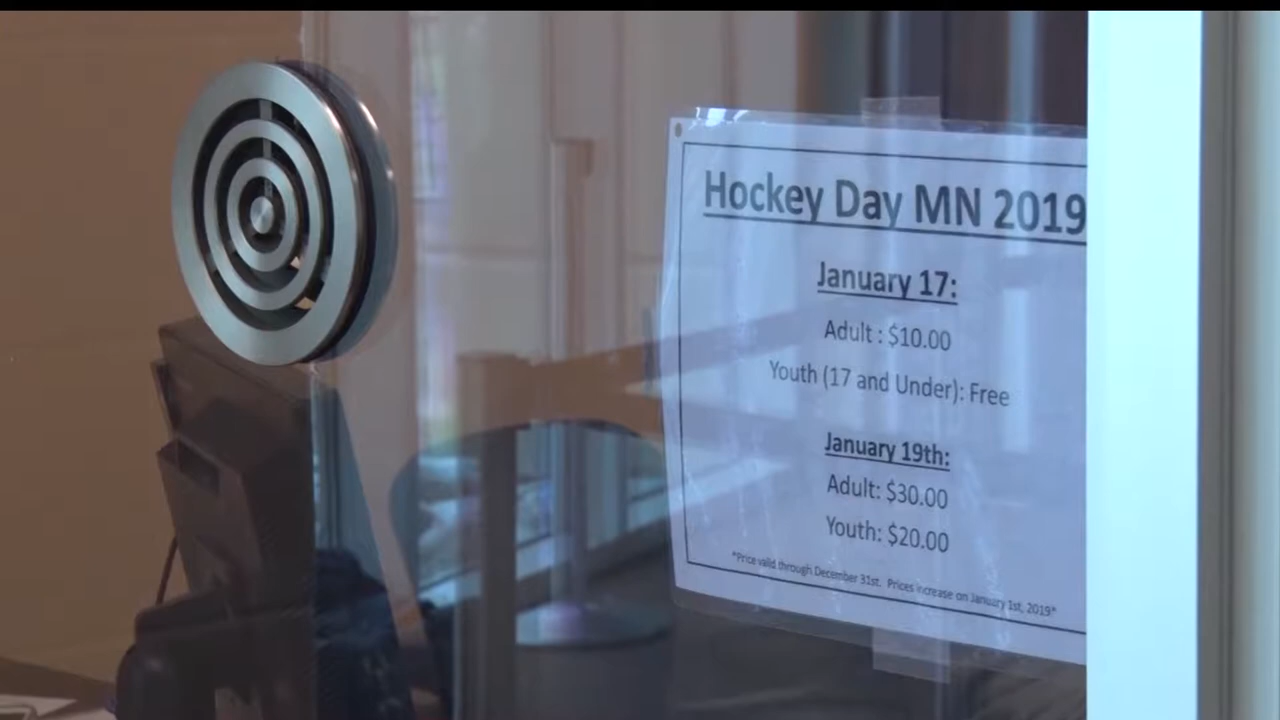 Hockey Day MN 2019
January 17:
Adult : $10.00
Youth (17 and Under): Free
January 19th:
Adult: $30.00
Youth: $20.00
*Price valid through December 31st. Prices increase on January 1st, 2019*